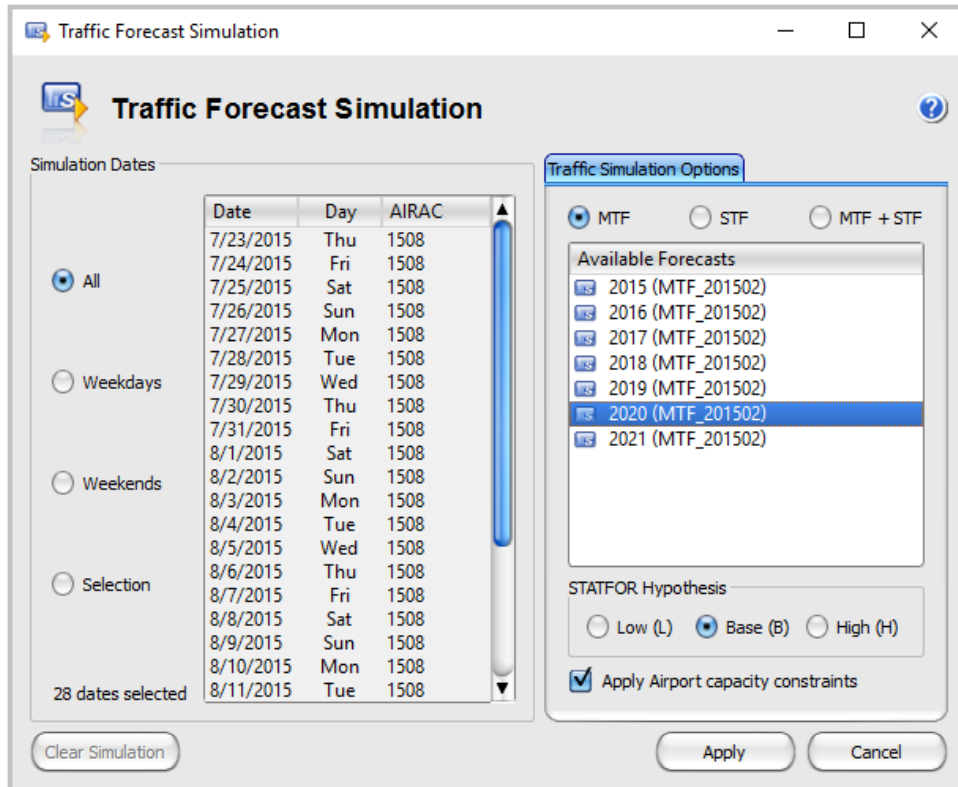 Traffic Forecast Simulation
Traffic Forecast Simulation
Simulation Dates
Date Day AIRAC
7/23/2015 Thu 1508
7/24/2015 Fri 1508
7/25/2015 Sat 1508
7/26/2015 Sun 1508
7/27/2015 Mon 1508
7/28/2015 Tue 1508
7/29/2015 Wed 1508
7/30/2015 Thu 1508
7/31/2015 Fri 1508
8/1/2015 Sat 1508
8/2/2015 Sun 1508
8/3/2015 Mon 1508
8/4/2015 Tue 1508
8/5/2015 Wed 1508
8/6/2015 Thu 1508
8/7/2015 Fri 1508
8/8/2015 Sat 1508
8/9/2015 Sun 1508
8/10/2015 Mon 1508
8/11/2015 Tue 1508
All
Weekdays
Weekends
Selection
28 dates selected
Traffic Simulation Options
MTF STF MTF + STF
Available Forecasts
2015 (MTF_201502)
2016 (MTF_201502)
2017 (MTF_201502)
2018 (MTF_201502)
2019 (MTF_201502)
2020 (MTF_201502)
2021 (MTF_201502)
STATFOR Hypothesis
Low (L) Base (B) High (H)
Apply Airport capacity constraints
Clear Simulation
Apply Cancel